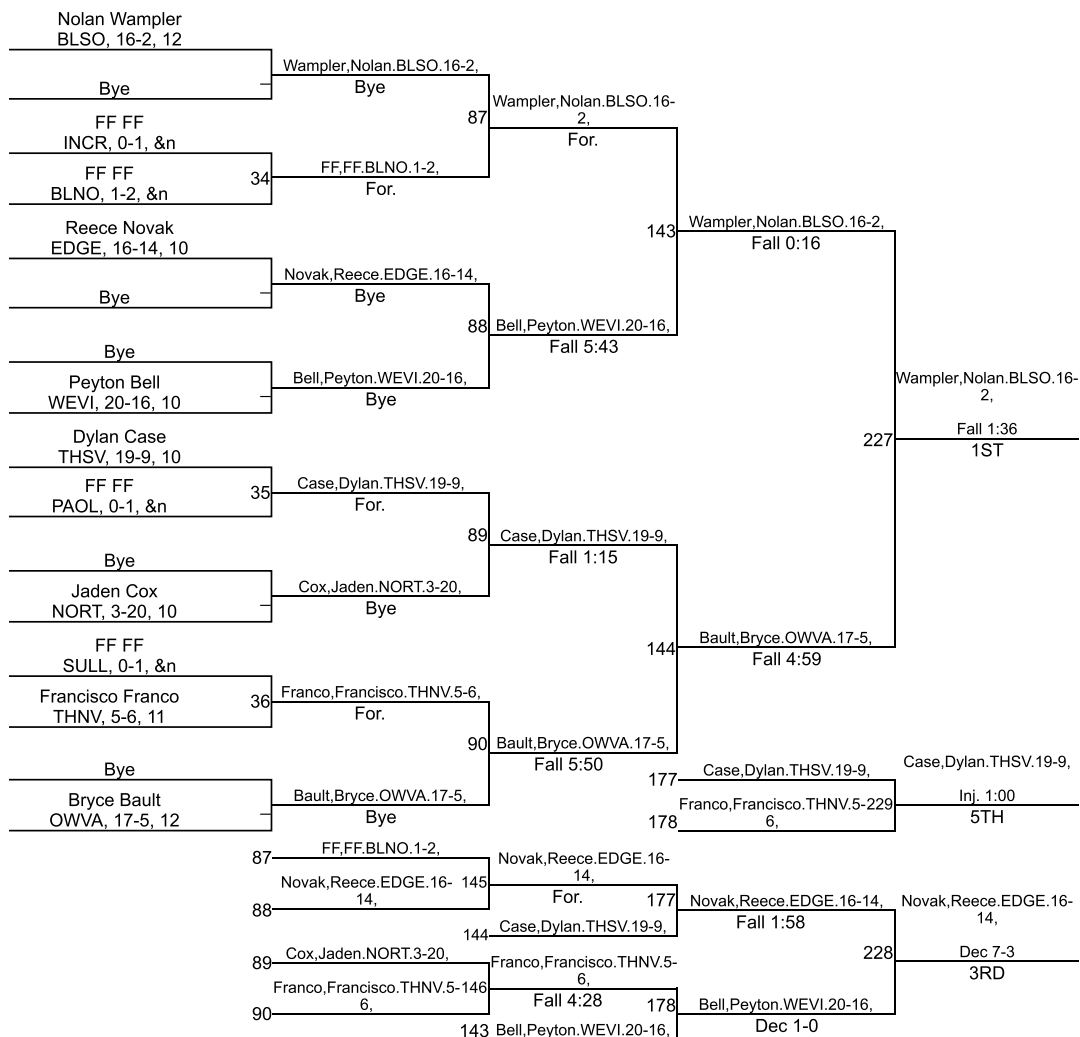 Nolan Wampler
BLSO, 16-2, 12
Wampler,Nolan.BLSO.16-2,
Bye
Bye
Wampler,Nolan.BLSO.16-
2,
87
For.
FF FF
INCR, 0-1, &n
FF FF
BLNO, 1-2, &n
34
FF,FF.BLNO.1-2,
For.
Reece Novak
EDGE, 16-14, 10
143
Wampler,Nolan.BLSO.16-2,
Fall 0:16
Novak,Reece.EDGE.16-14,
Bye
Bye
88
Bell,Peyton.WEVI.20-16,
Fall 5:43
Bye
Peyton Bell
WEVI, 20-16, 10
Bell,Peyton.WEVI.20-16,
Bye
Wampler,Nolan.BLSO.16-
2,
227
Fall 1:36
1ST
Dylan Case
THSV, 19-9, 10
FF FF
PAOL, 0-1, &n
35
Case,Dylan.THSV.19-9,
For.
89
Case,Dylan.THSV.19-9,
Fall 1:15
Bye
Jaden Cox
NORT, 3-20, 10
Cox,Jaden.NORT.3-20,
Bye
144
Bault,Bryce.OWVA.17-5,
Fall 4:59
FF FF
SULL, 0-1, &n
Francisco Franco
THNV, 5-6, 11
36
Franco,Francisco.THNV.5-6,
For.
90
Bault,Bryce.OWVA.17-5,
Fall 5:50
Bye
Bryce Bault
OWVA, 17-5, 12
Bault,Bryce.OWVA.17-5,
Bye
177
Case,Dylan.THSV.19-9,
178
Franco,Francisco.THNV.5-
6,
229
Case,Dylan.THSV.19-9,
Inj. 1:00
5TH
87
FF,FF.BLNO.1-2,
88
Novak,Reece.EDGE.16-
14,
145
Novak,Reece.EDGE.16-
14,
For.
144
Case,Dylan.THSV.19-9,
177
Novak,Reece.EDGE.16-14,
Fall 1:58
89
Cox,Jaden.NORT.3-20,
90
Franco,Francisco.THNV.5-
6,
146
Franco,Francisco.THNV.5-
6,
Fall 4:28
143
Bell,Peyton.WEVI.20-16,
178
Bell,Peyton.WEVI.20-16,
Dec 1-0
228
Novak,Reece.EDGE.16-
14,
Dec 7-3
3RD